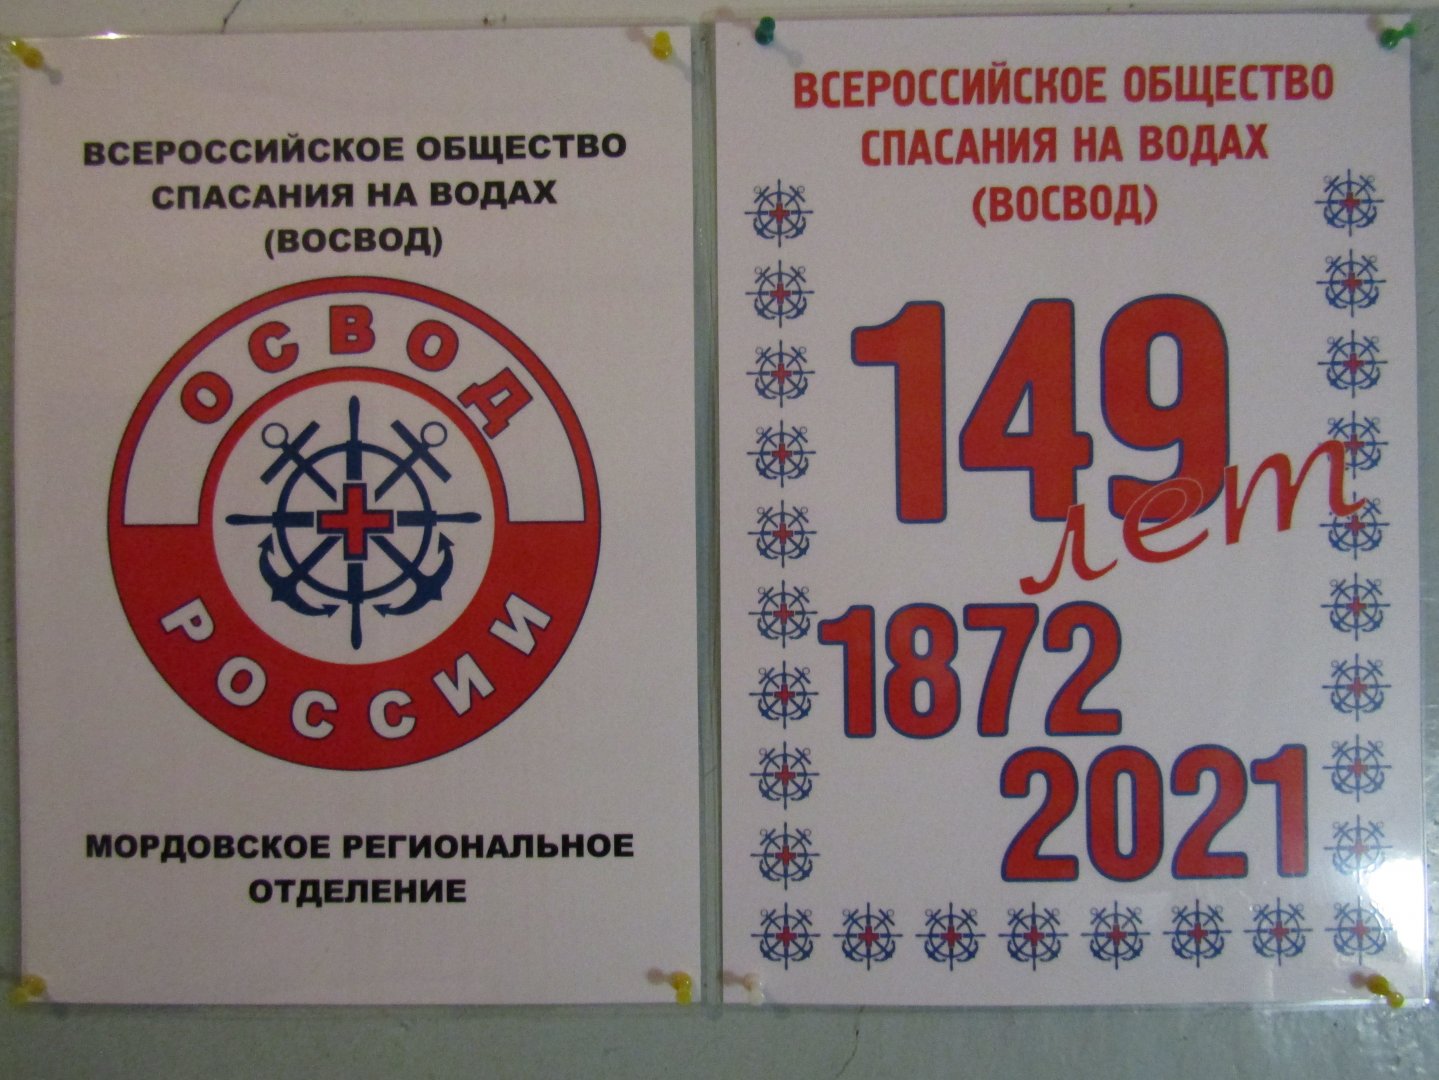 ВСЕРОССИЙСКОЕ ОБЩЕСТВО
СПАСАНИЯ НА ВОДАХ
(ВОСВОД)
ОСВОД
РОССИИ
МОРДОВСКОЕ РЕГИОНАЛЬНОЕ
ОТДЕЛЕНИЕ
ВСЕРОССИЙСКОЕ ОБЩЕСТВО
СПАСАНИЯ НА ВОДАХ
(ВОСВОД)
149
лет
1872
2021